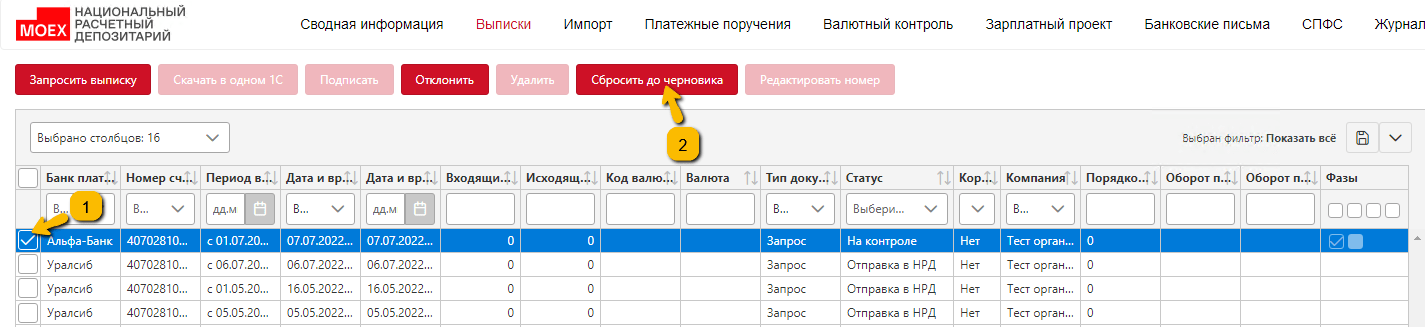 MOEX
НАЦИОНАЛЬНЫЙ
РАСЧЕТНЫЙ
ДЕПОЗИТАРИЙ
Сводная информация Выписки Импорт Платежные поручения Валютный контроль Зарплатный проект Банковские письма СПФС Журнал
Запросить выписку Скачать в одном 1С Подписать Отклонить Удалить Сбросить до черновика Редактировать номер
2
Выбрано столбцов: 16 Выбран фильтр: Показать всё
Банк плат... Номер сч... Период в... Дата и вр... Дата и вр... Входящи... Исходящ... Код валю... Валюта Тип доку... Статус Кор... Компания Порядко... Оборот п... Оборот п... Фазы
1
В... В... дд.м В... дд.м В... Выбери... В...
Альфа-Банк 40702810... с 01.07.20... 07.07.2022... 07.07.2022... 0 0 Запрос На контроле Нет Тест орган... 0
Уралсиб 40702810... с 06.07.20... 06.07.2022... 06.07.2022... 0 0 Запрос Отправка в НРД Нет Тест орган... 0
Уралсиб 40702810... с 01.05.20... 16.05.2022... 16.05.2022... 0 0 Запрос Отправка в НРД Нет Тест орган... 0
Уралсиб 40702810... с 05.05.20... 05.05.2022... 05.05.2022... 0 0 Запрос Отправка в НРД Нет Тест орган... 0